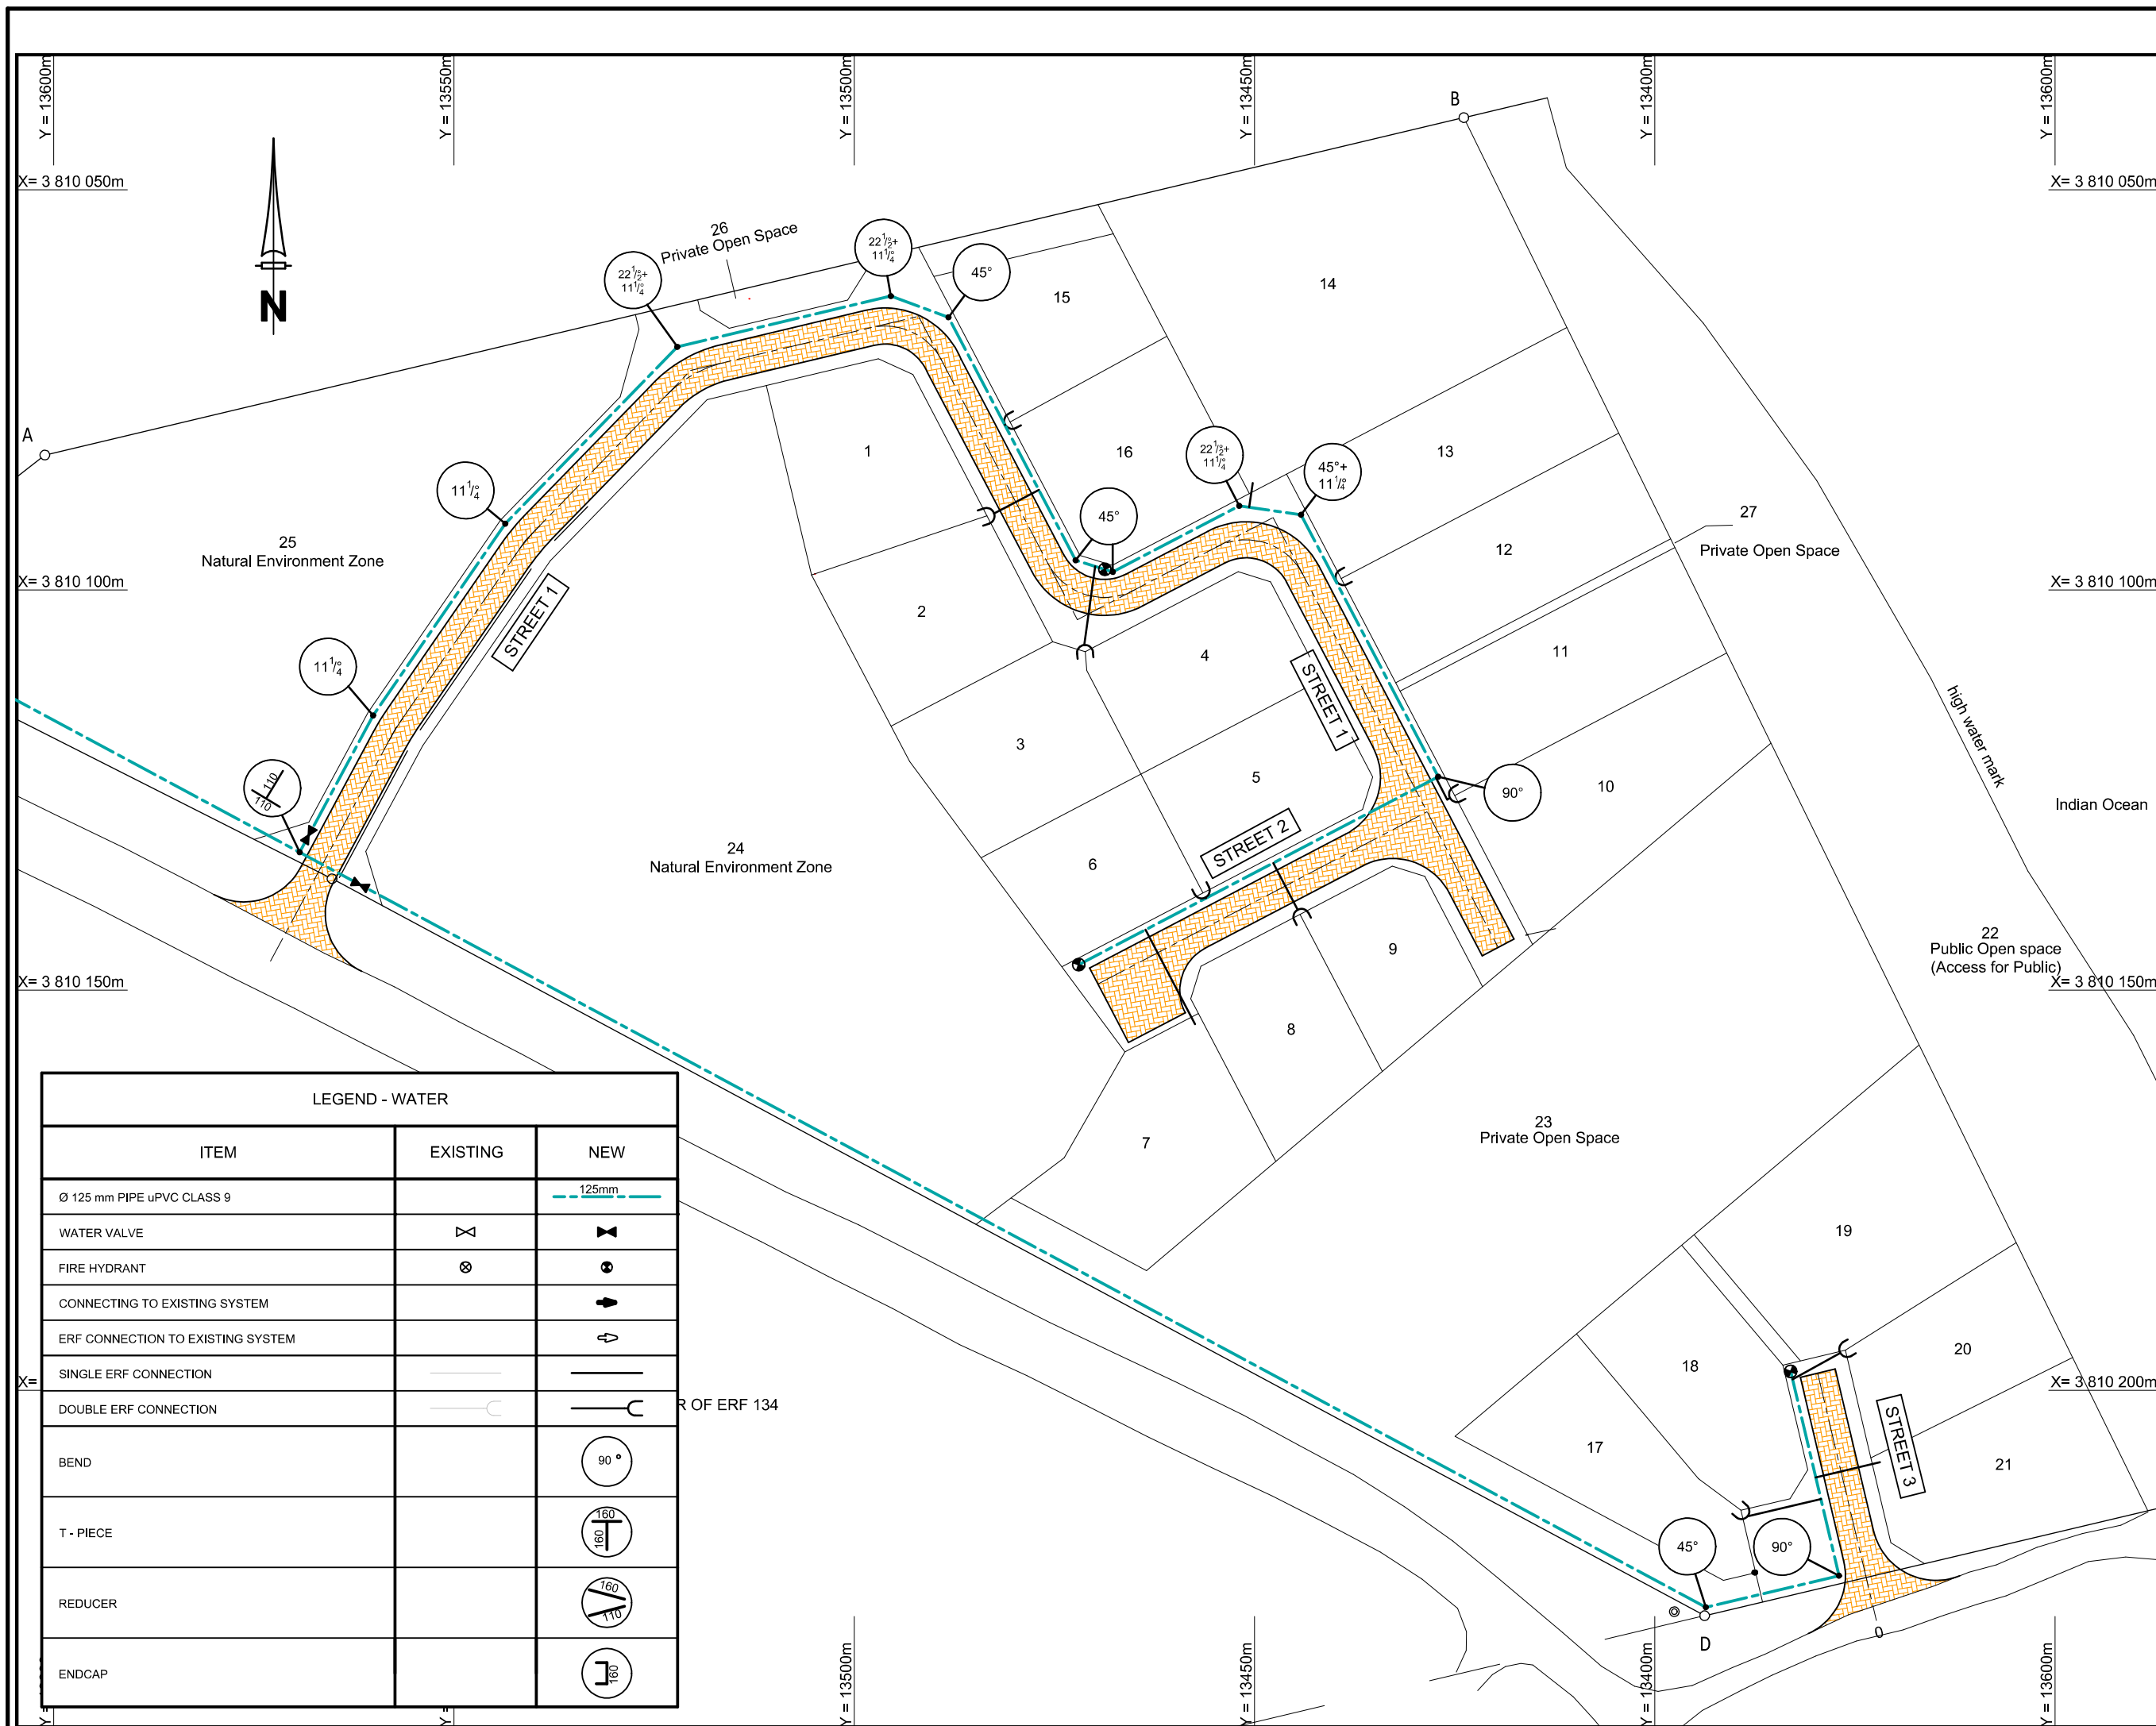 Y = 13600m
Y = 13550m
Y = 13500m
Y = 13450m
Y = 13400m
Y = 13600m
B
X= 3 810 050m
X= 3 810 050m
26
Private Open Space
22 1/2°+
11 1/4°
22 1/2°+
11 1/4°
45°
N
15
14
A
1
16
13
22 1/2°+
11 1/4°
45°+
11 1/4°
11 1/4°
45°
27
Private Open Space
12
25
Natural Environment Zone
X= 3 810 100m
X= 3 810 100m
STREET 1
2
4
11
11 1/4°
STREET 1
high water mark
3
5
10
90°
110
110
Indian Ocean
STREET 2
24
Natural Environment Zone
6
9
22
Public Open space
(Access for Public)
X= 3 810 150m
X= 3 810 150m
8
7
23
Private Open Space
19
18
20
X= 3 810 200m
X=
R OF ERF 134
STREET 3
17
21
45°
90°
D
0
LEGEND - WATER
ITEM EXISTING NEW
Ø 125 mm PIPE uPVC CLASS 9 125mm
WATER VALVE
FIRE HYDRANT
CONNECTING TO EXISTING SYSTEM
ERF CONNECTION TO EXISTING SYSTEM
SINGLE ERF CONNECTION
DOUBLE ERF CONNECTION
BEND 90 °
T - PIECE 160 160
REDUCER 160 110
ENDCAP 160
Y =
Y =
Y = 13500m
Y = 13450m
Y = 13400m
Y = 13600m